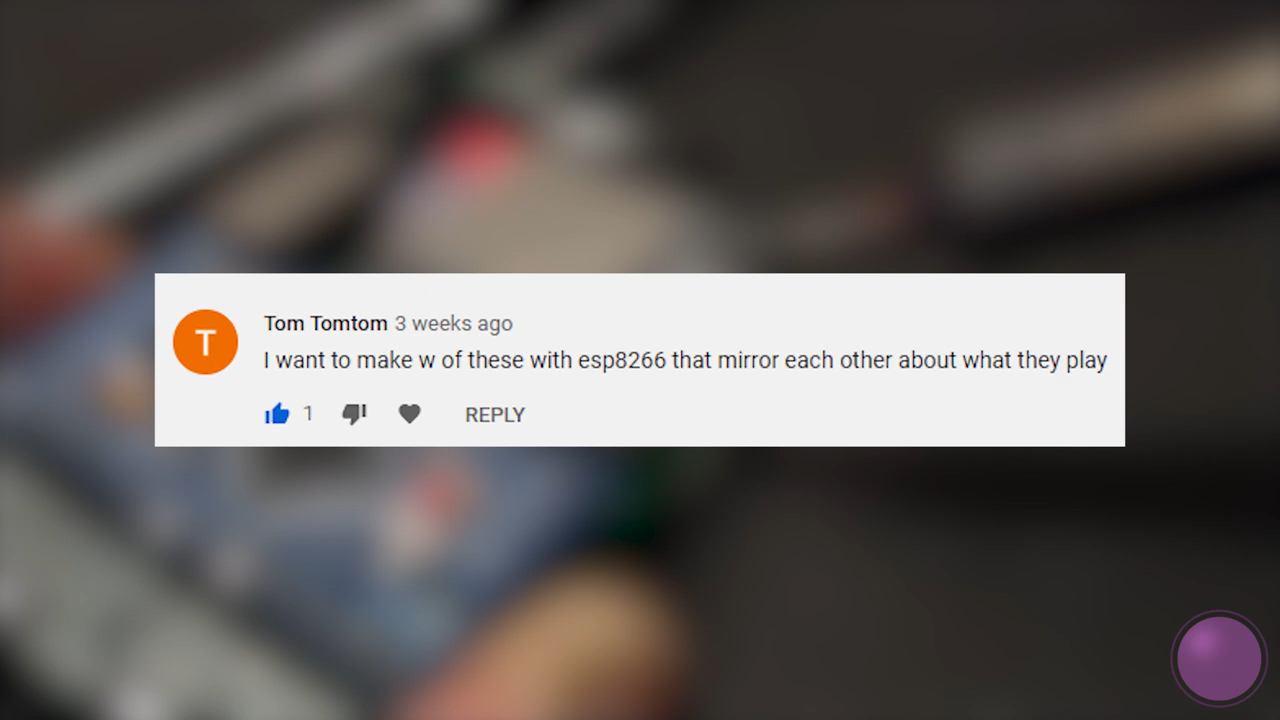 T
Tom Tomtom 3 weeks ago
I want to make w of these with esp8266 that mirror each other about what they play
1 REPLY